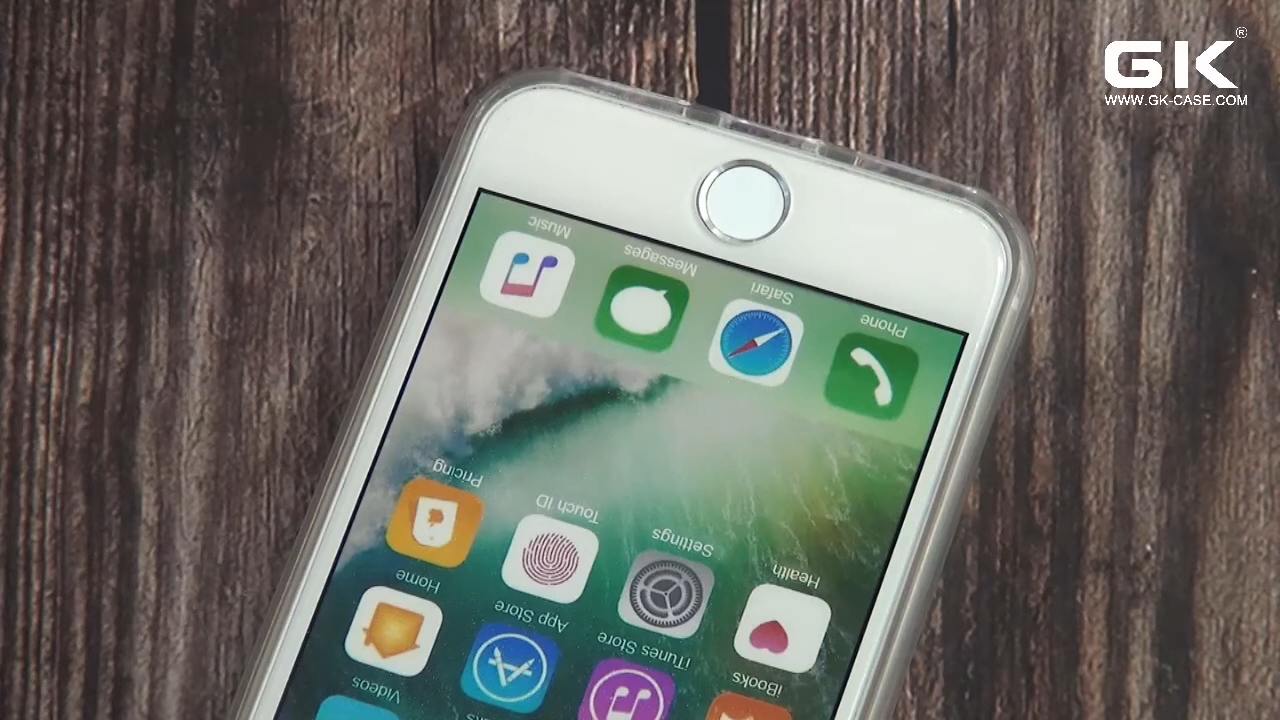 GK®
WWW.GK-CASE.COM
Music
Messages
Safari
Phone
Pricing
Touch ID
Settings
Health
Home
App Store
iTunes Store
iBooks
Videos